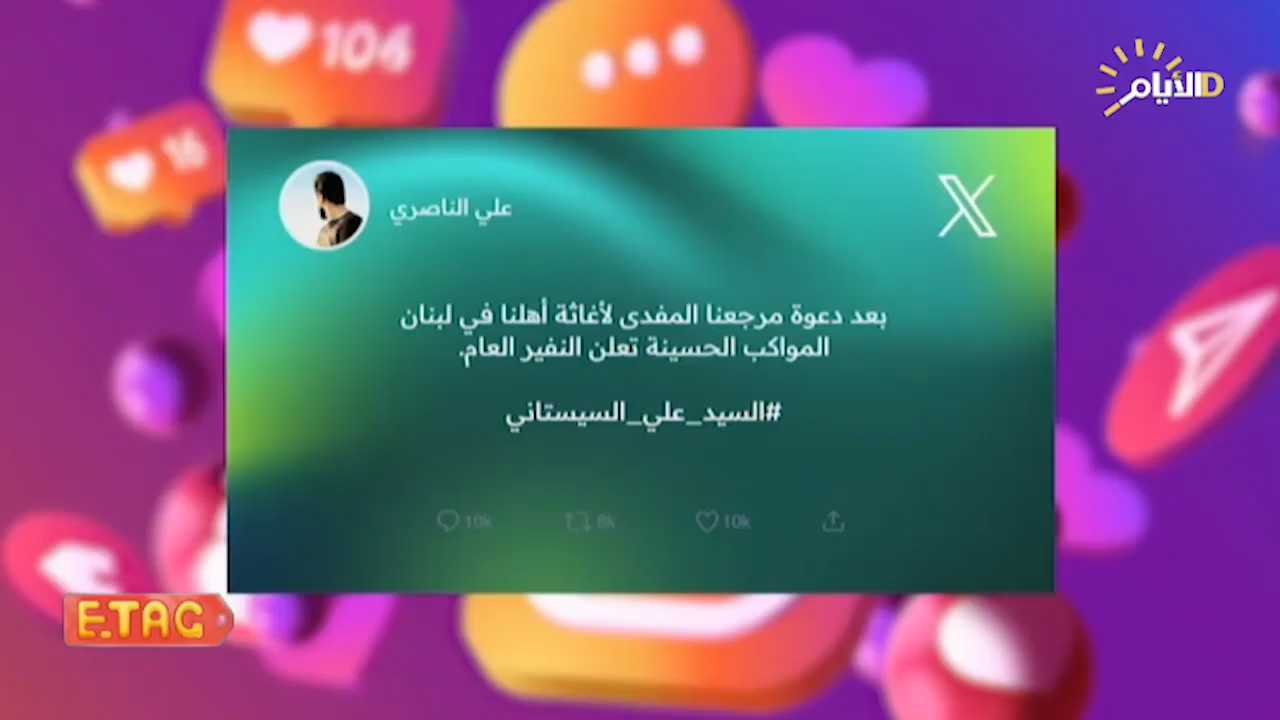 106
16
الأيام
علي الناصري
X
بعد دعوة مرجعنا المفدى لأغاثة أهلنا في لبنان
المواكب الحسينة تعلن النفير العام.
#السيد_علي_السيستاني
10k 8k 10k
E.TAG